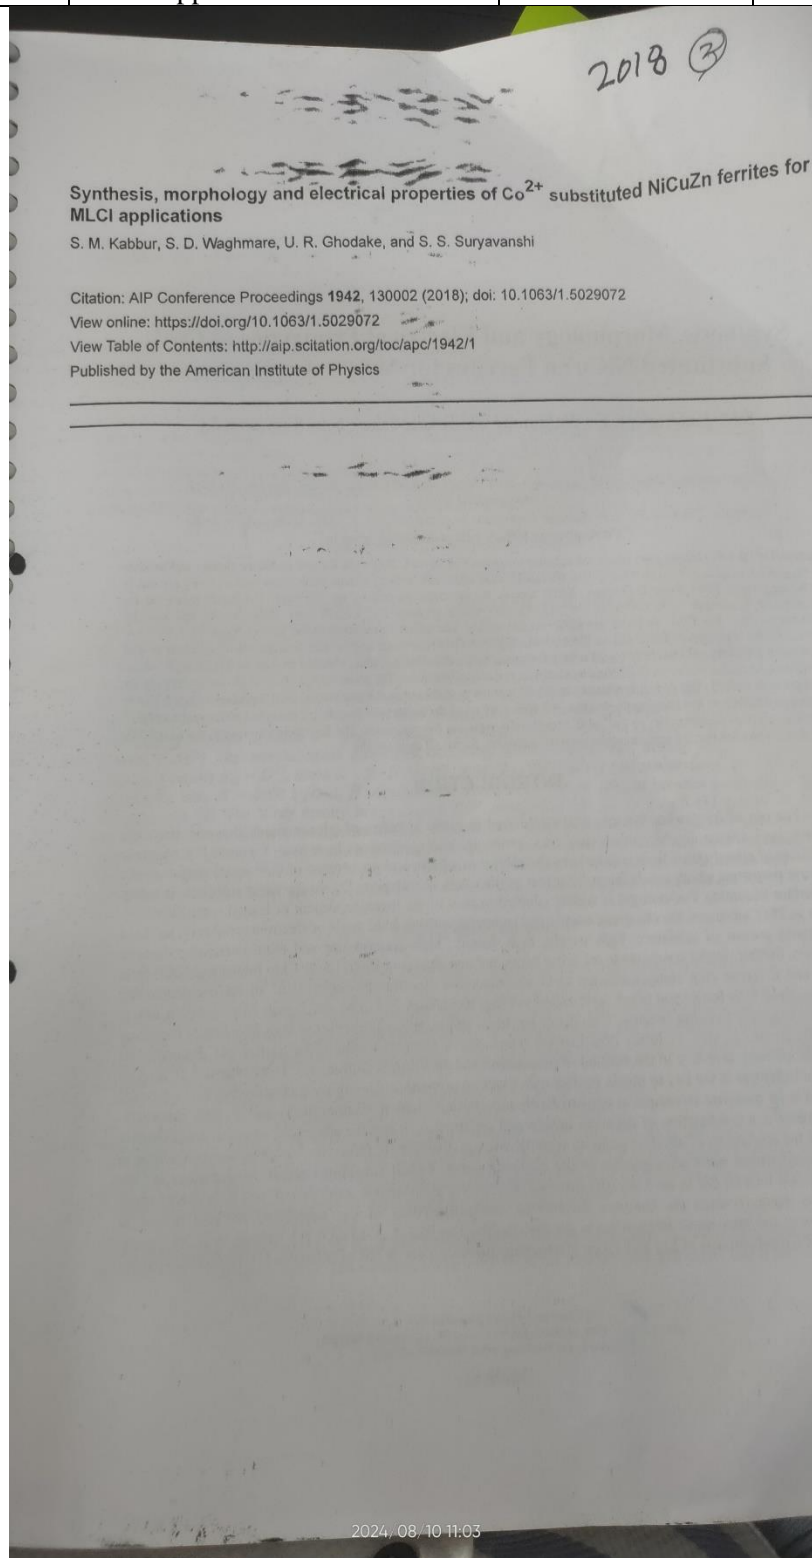 2018 3
Synthesis, morphology and electrical properties of Co2+ substituted NiCuZn ferrites for
MLCI applications
S. M. Kabbur, S. D. Waghmare, U. R. Ghodake, and S. S. Suryavanshi
Citation: AIP Conference Proceedings 1942, 130002 (2018); doi: 10.1063/1.5029072
View online: https://doi.org/10.1063/1.5029072
View Table of Contents: http://aip.scitation.org/toc/apc/1942/1
Published by the American Institute of Physics
2024/08/10 11:03